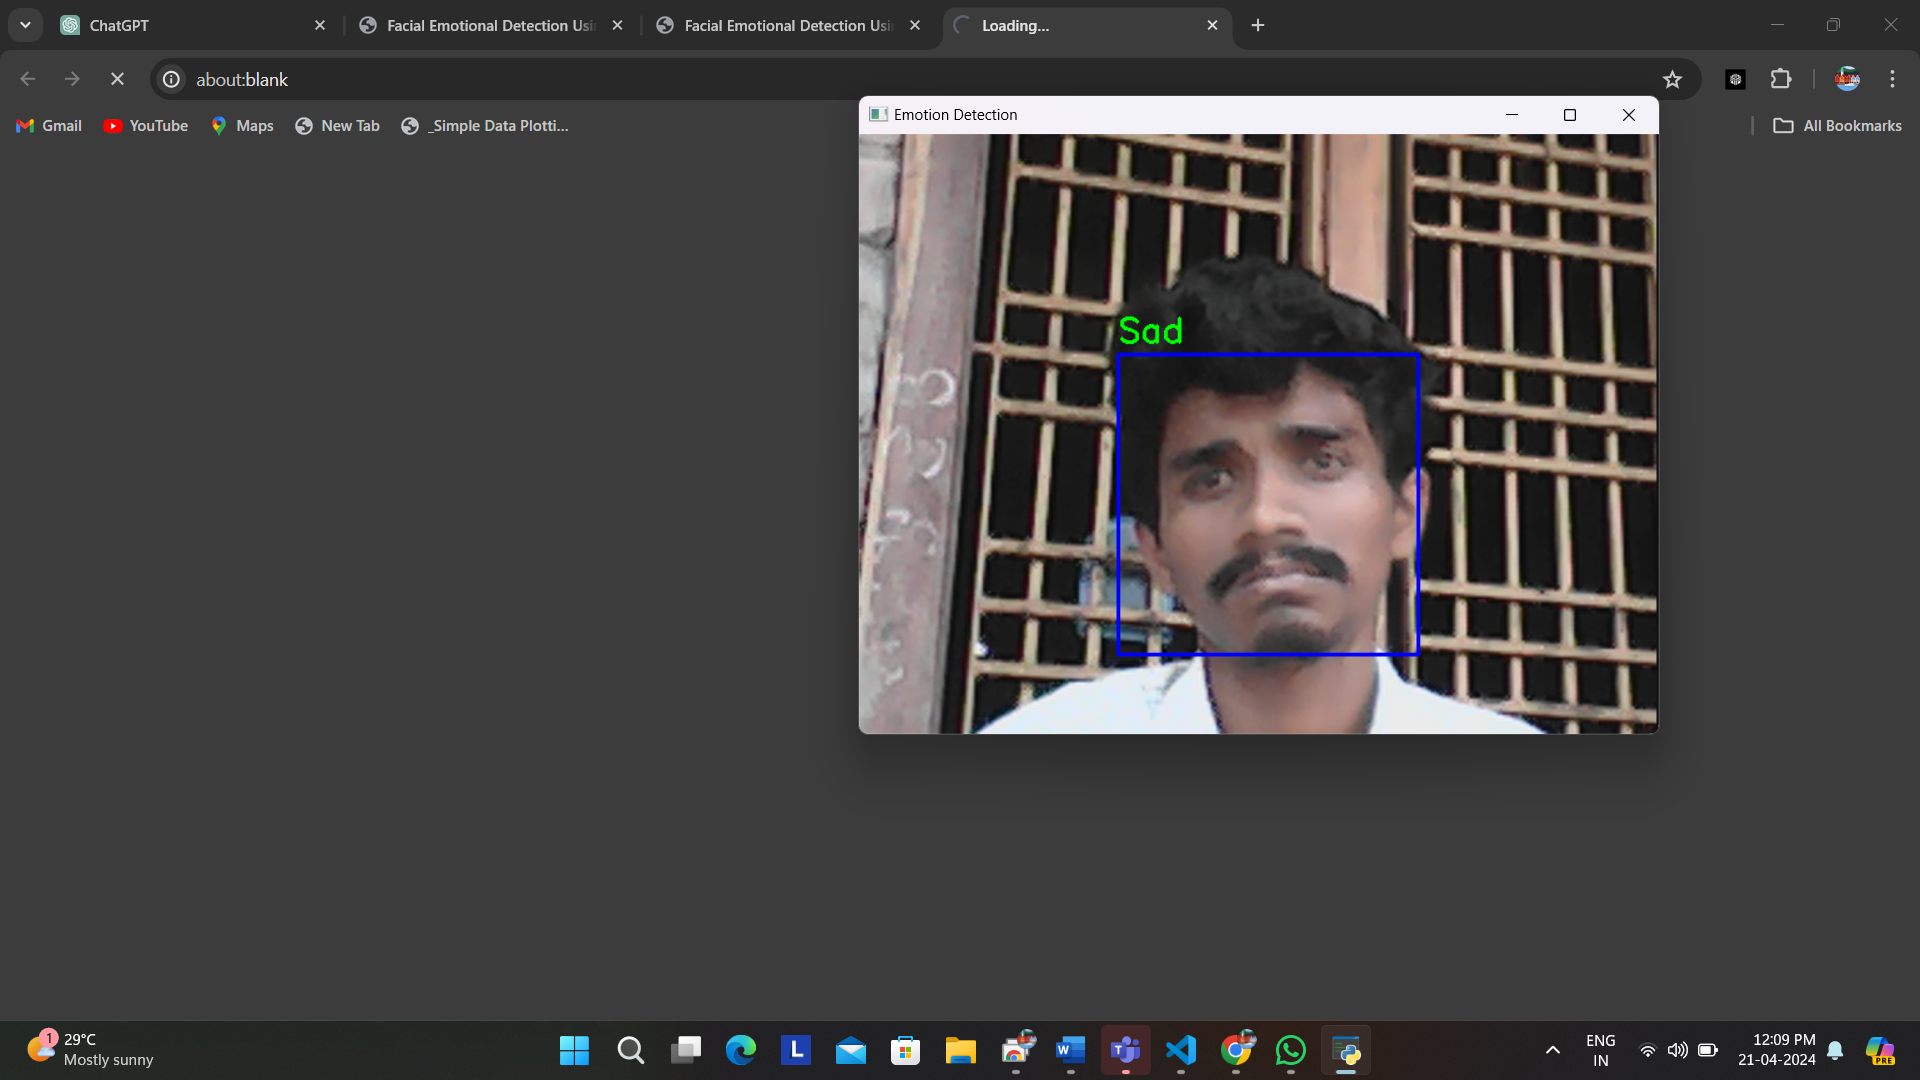 ChatGPT
Facial Emotional Detection Usi
Facial Emotional Detection Usi
Loading...
about:blank
Gmail
YouTube
Maps
New Tab
_Simple Data Plotti...
All Bookmarks
Emotion Detection
Sad
1
29°C
Mostly sunny
L
W
T
ENG
IN
12:09 PM
21-04-2024
PRE